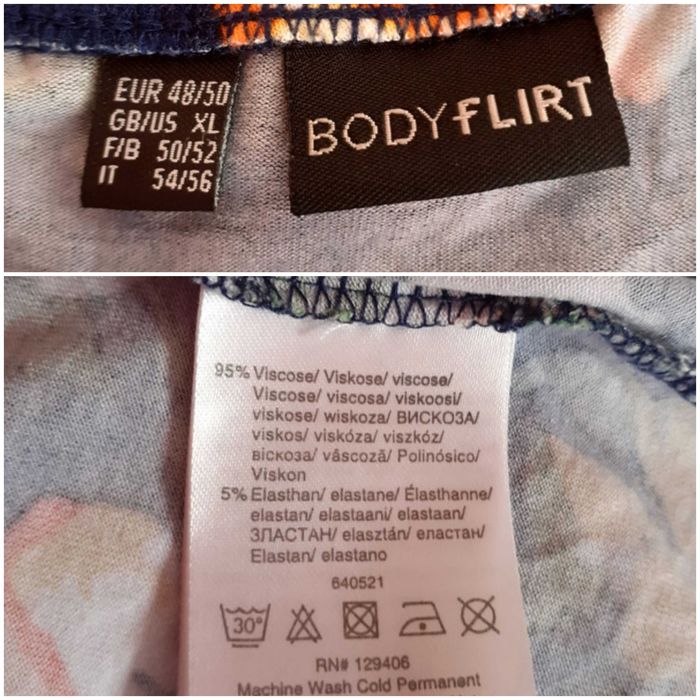 EUR 48/50
GB/US XL
F/B 50/52
IT 54/56
BODYFLIRT
95% Viscose/ Viskose/ viscose/
Viscose/ viscosa/ viskoosi/
viskose/ wiskoza/ ВИСКОЗА/
viskos/ viskóza/ viszkóz/
віскоза/ vâscoză/ Polinósico/
Viskon
5% Elasthan/ elastane/ Élasthanne/
elastan/ elastaani/ elastaan/
ЭЛАСТАН/ elasztán/ еластан/
Elastan/ elastano
640521
30°
RN# 129406
Machine Wash Cold Permanent